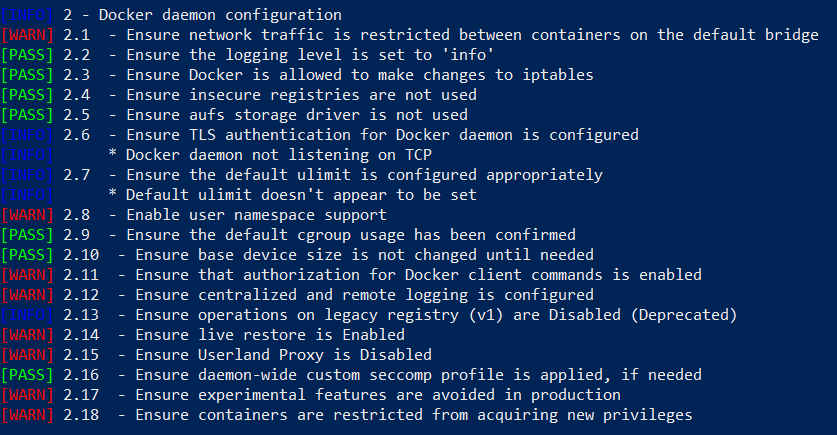 [INFO] 2 - Docker daemon configuration
[WARN] 2.1  - Ensure network traffic is restricted between containers on the default bridge
[PASS] 2.2  - Ensure the logging level is set to 'info'
[PASS] 2.3  - Ensure Docker is allowed to make changes to iptables
[PASS] 2.4  - Ensure insecure registries are not used
[PASS] 2.5  - Ensure aufs storage driver is not used
[INFO] 2.6  - Ensure TLS authentication for Docker daemon is configured
[INFO]      * Docker daemon not listening on TCP
[INFO] 2.7  - Ensure the default ulimit is configured appropriately
[INFO]      * Default ulimit doesn't appear to be set
[WARN] 2.8  - Enable user namespace support
[PASS] 2.9  - Ensure the default cgroup usage has been confirmed
[PASS] 2.10  - Ensure base device size is not changed until needed
[WARN] 2.11  - Ensure that authorization for Docker client commands is enabled
[WARN] 2.12  - Ensure centralized and remote logging is configured
[INFO] 2.13  - Ensure operations on legacy registry (v1) are Disabled (Deprecated)
[WARN] 2.14  - Ensure live restore is Enabled
[WARN] 2.15  - Ensure Userland Proxy is Disabled
[PASS] 2.16  - Ensure daemon-wide custom seccomp profile is applied, if needed
[WARN] 2.17  - Ensure experimental features are avoided in production
[WARN] 2.18  - Ensure containers are restricted from acquiring new privileges